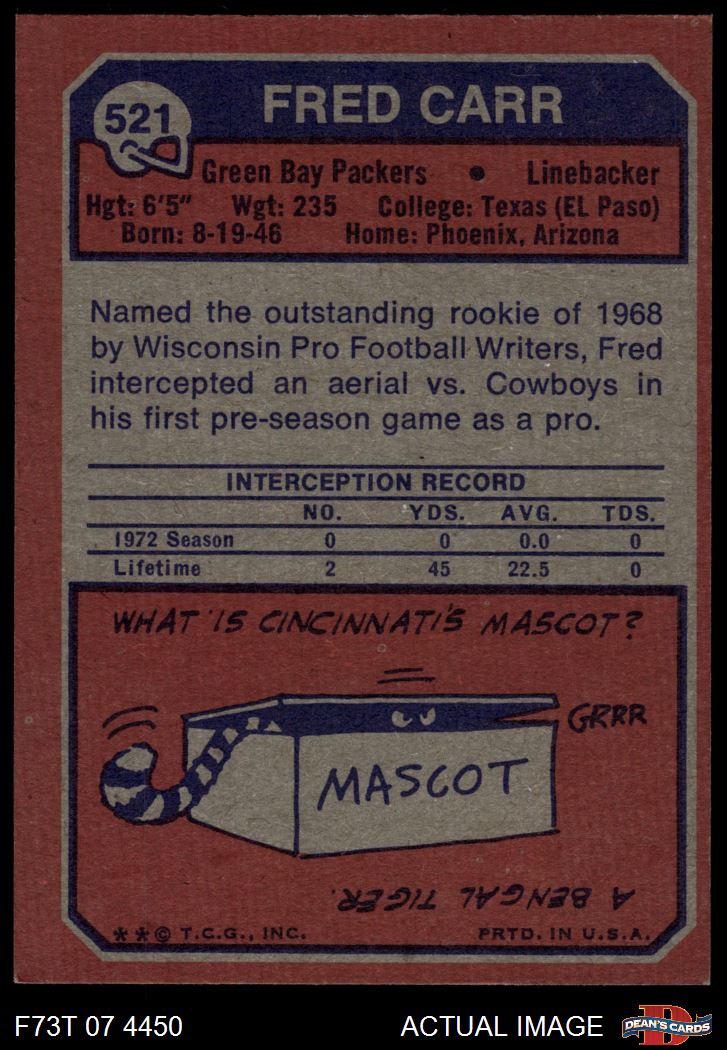 521
FRED CARR
Green Bay Packers • Linebacker
Hgt: 6'5" Wgt: 235 College: Texas (EL Paso)
Born: 8-19-46 Home: Phoenix, Arizona
Named the outstanding rookie of 1968
by Wisconsin Pro Football Writers, Fred
intercepted an aerial vs. Cowboys in
his first pre-season game as a pro.
INTERCEPTION RECORD
NO. YDS. AVG. TDS.
1972 Season 0 0 0.0 0
Lifetime 2 45 22.5 0
WHAT IS CINCINNATI'S MASCOT?
GRRR
MASCOT
A BENGAL TIGER.
**© T.C.G., INC. PRTD. IN U.S.A.
F73T 07 4450 ACTUAL IMAGE
D
DEAN'S CARDS